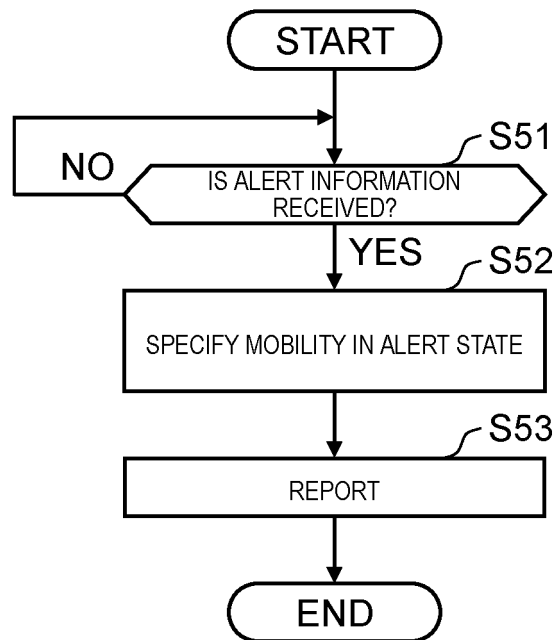 START
S51
NO
IS ALERT INFORMATION
RECEIVED?
YES
S52
SPECIFY MOBILITY IN ALERT STATE
S53
REPORT
END